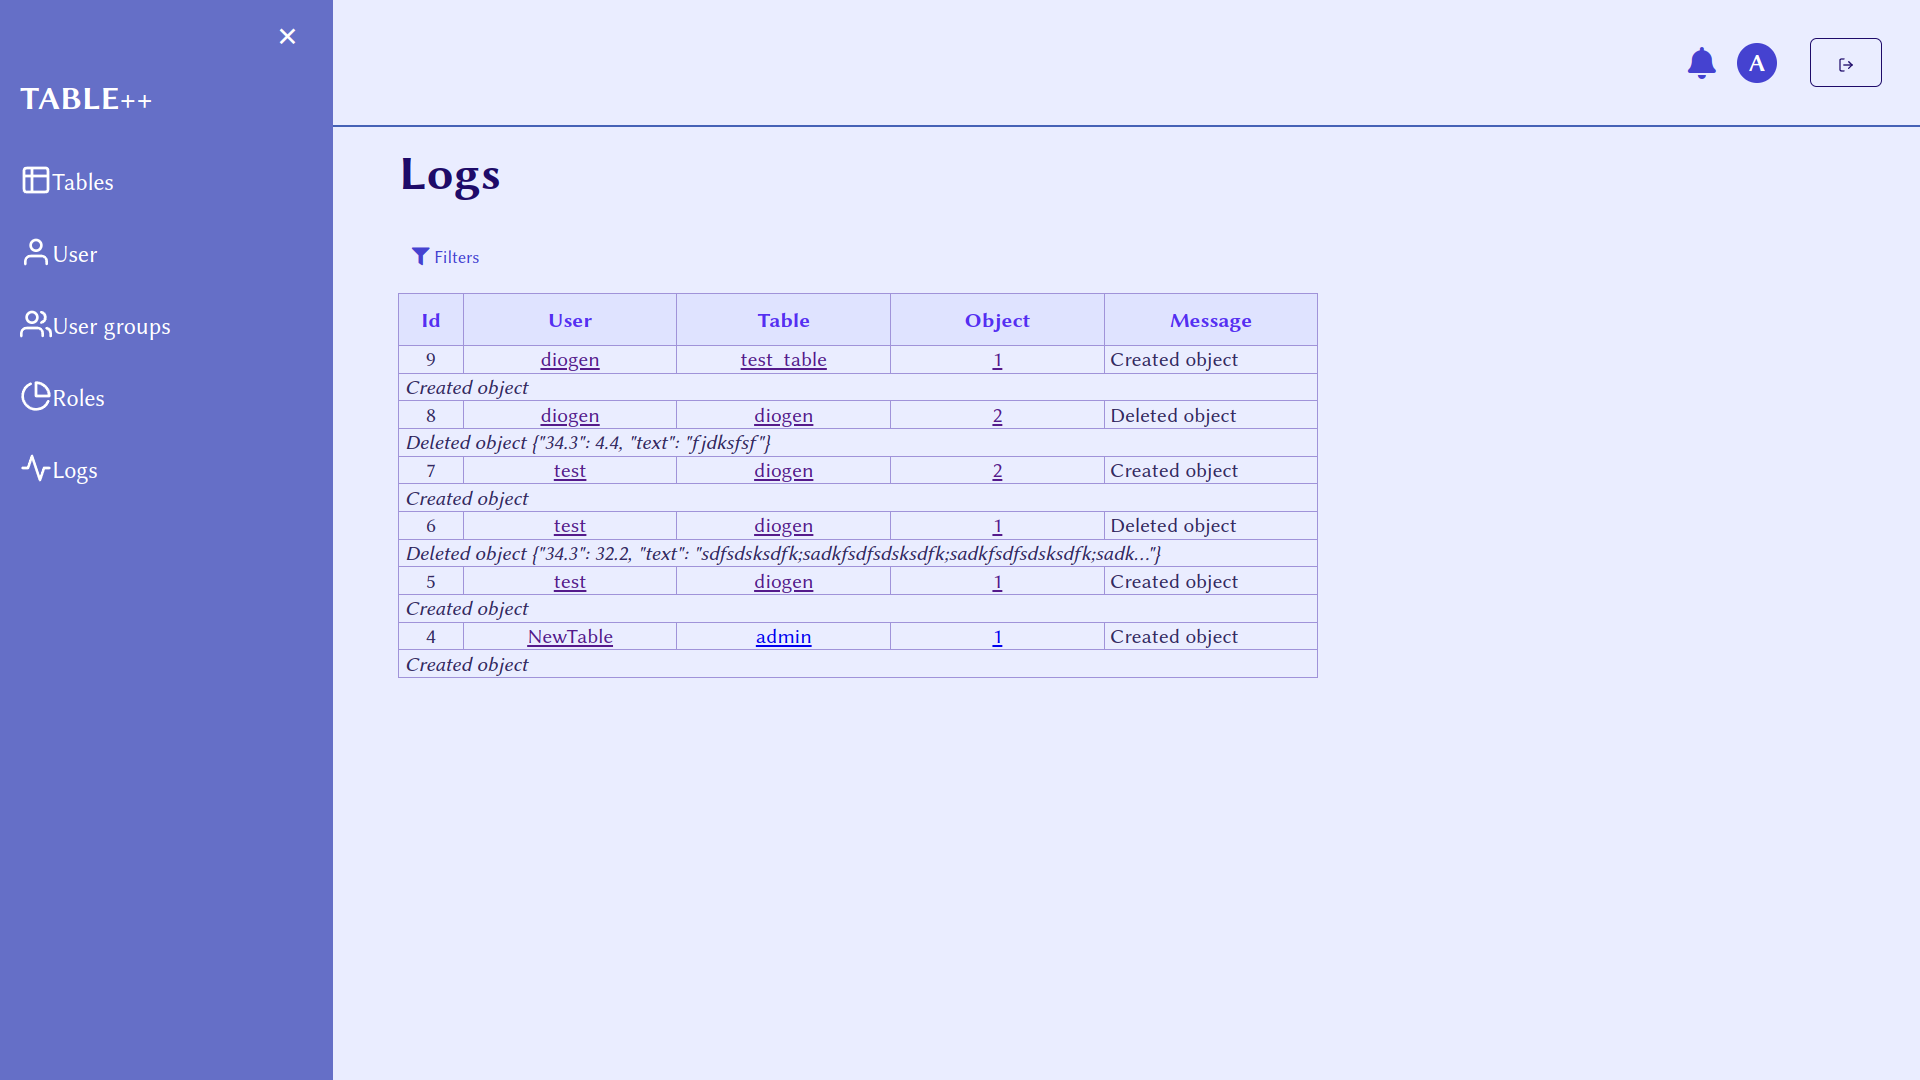 TABLE++
Tables
User
User groups
Roles
Logs
A
Logs
Filters
Id User Table Object Message
9 diogen test_table 1 Created object
Created object
8 diogen diogen 2 Deleted object
Deleted object {"34.3": 4.4, "text": "fjdksfsf"}
7 test diogen 2 Created object
Created object
6 test diogen 1 Deleted object
Deleted object {"34.3": 32.2, "text": "sdfsdsksdfk;sadkfsdfsdsksdfk;sadkfsdfsdsksdfk;sadk..."}
5 test diogen 1 Created object
Created object
4 NewTable admin 1 Created object
Created object